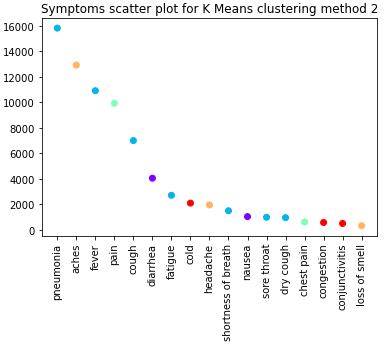 Symptoms scatter plot for K Means clustering method 2
16000
14000
12000
10000
8000
6000
4000
2000
0
pneumonia
aches
fever
pain
cough
diarrhea
fatigue
cold
headache
shortness of breath
nausea
sore throat
dry cough
chest pain
congestion
conjunctivitis
loss of smell